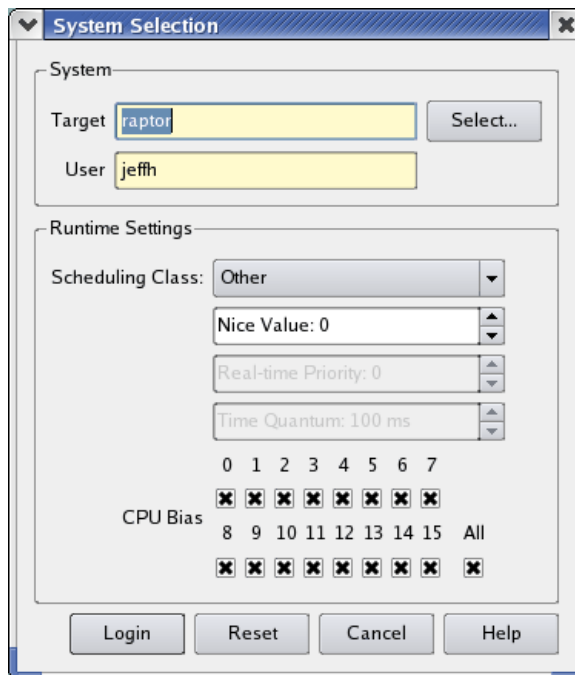 System Selection
System
Target raptor Select...
User jeffh
Runtime Settings
Scheduling Class: Other
Nice Value: 0
Real-time Priority: 0
Time Quantum: 100 ms
0 1 2 3 4 5 6 7
CPU Bias
8 9 10 11 12 13 14 15 All
Login Reset Cancel Help